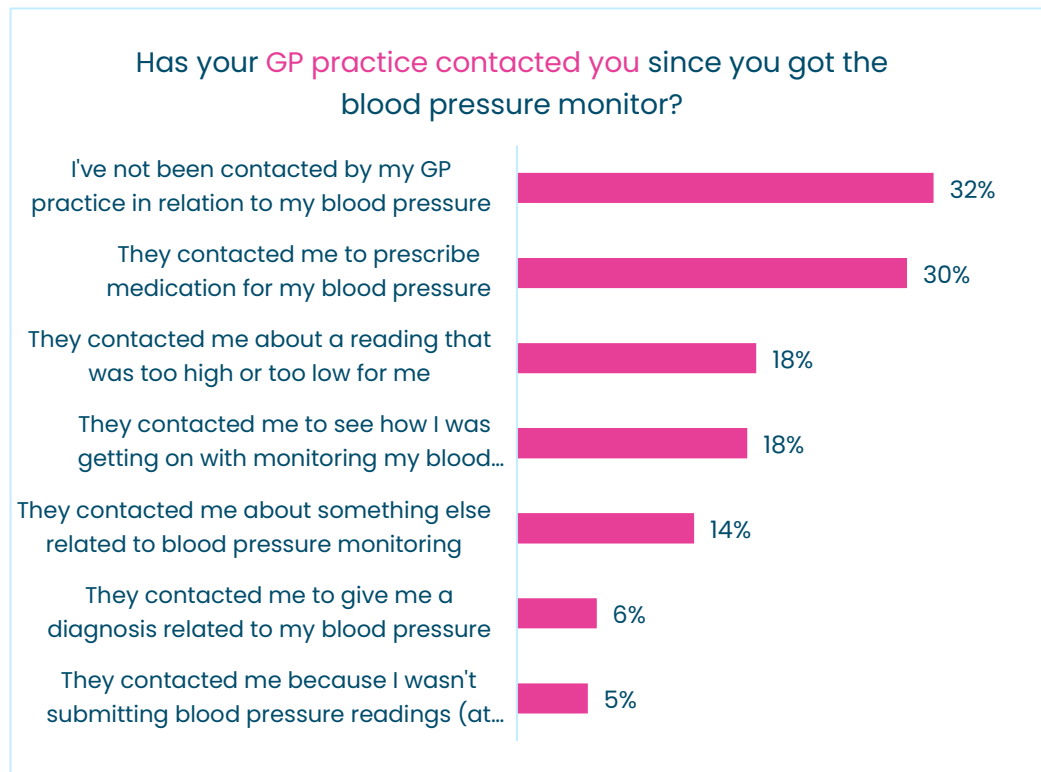 Has your GP practice contacted you since you got the
blood pressure monitor?
I've not been contacted by my GP
practice in relation to my blood pressure
32%
They contacted me to prescribe
medication for my blood pressure
30%
They contacted me about a reading that
was too high or too low for me
18%
They contacted me to see how I was
getting on with monitoring my blood…
18%
They contacted me about something else
related to blood pressure monitoring
14%
They contacted me to give me a
diagnosis related to my blood pressure
6%
They contacted me because I wasn't
submitting blood pressure readings (at…
5%